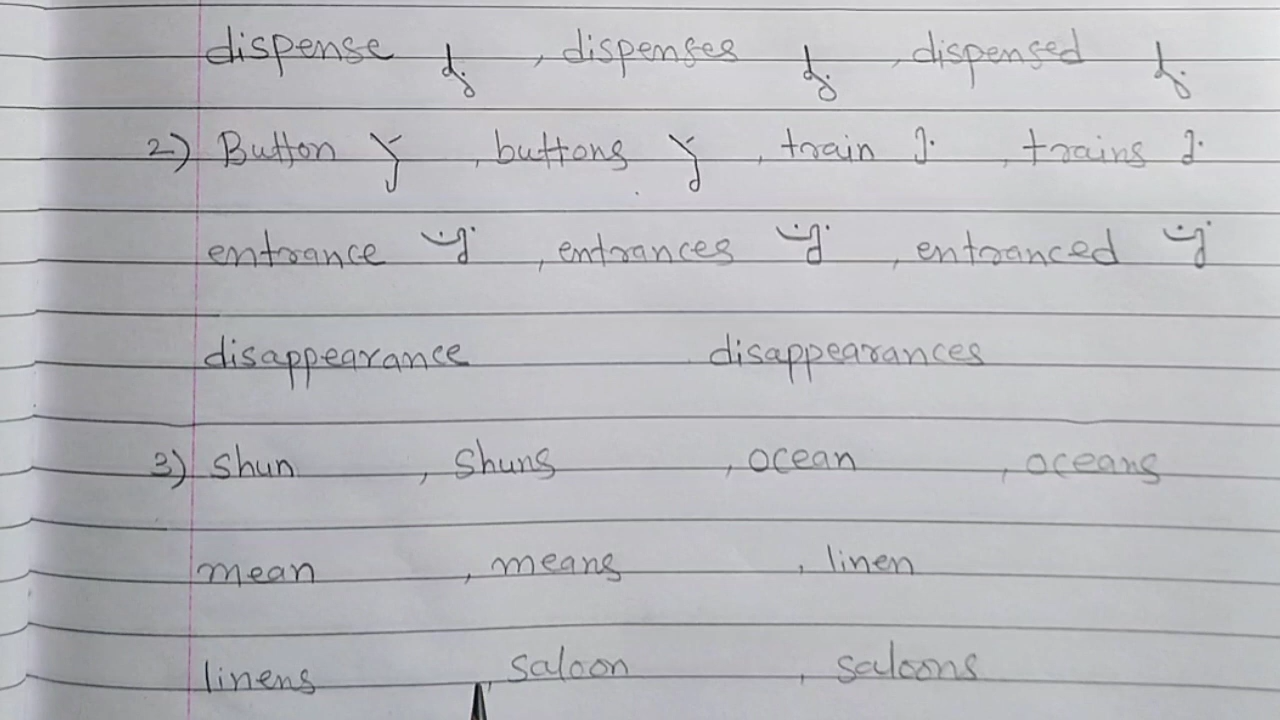 dispense , dispenses , dispensed
2) Button , buttons , train , trains
entrance , entrances , entranced
disappearance disappearances
3) Shun , Shuns , ocean , oceans
mean , means , linen
linens , saloon , saloons